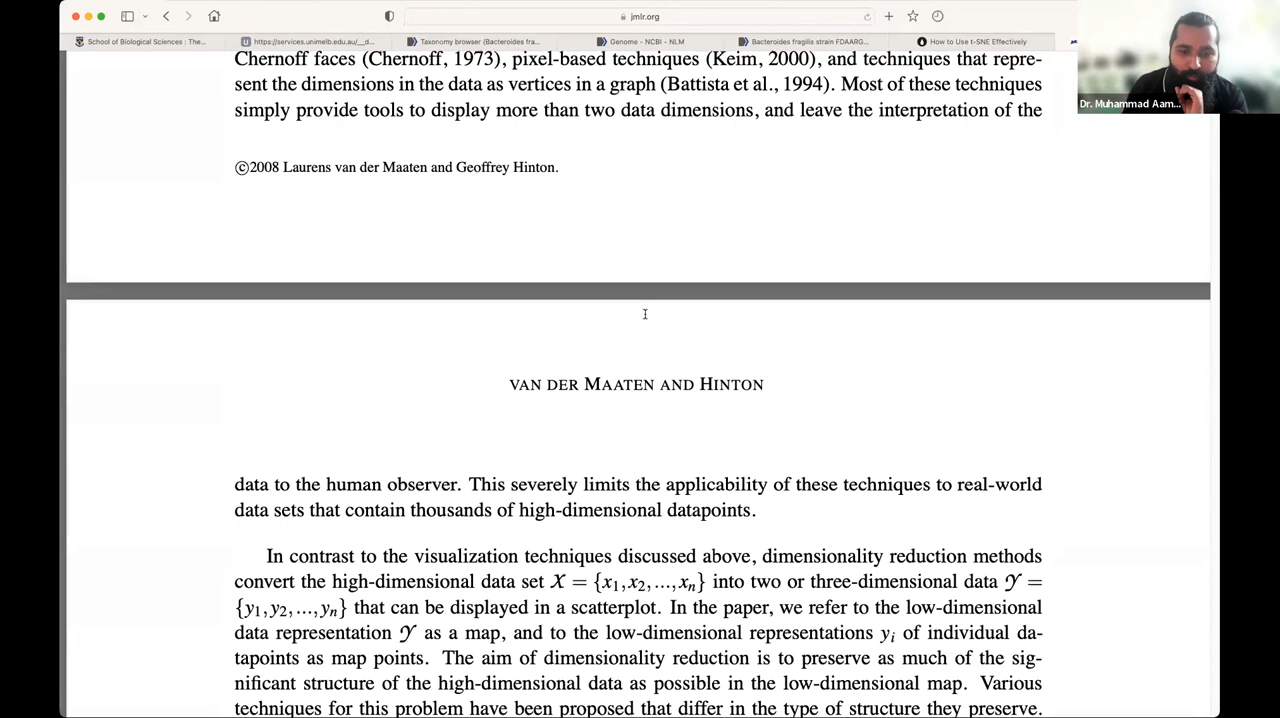 jmlr.org
School of Biological Sciences : The...
https://services.unimelb.edu.au/__d...
Taxonomy browser (Bacteroides fra...
Genome - NCBI - NLM
Bacteroides fragilis strain FDAARG...
How to Use t-SNE Effectively
Dr. Muhammad Aam...
Chernoff faces (Chernoff, 1973), pixel-based techniques (Keim, 2000), and techniques that repre-
sent the dimensions in the data as vertices in a graph (Battista et al., 1994). Most of these techniques
simply provide tools to display more than two data dimensions, and leave the interpretation of the
©2008 Laurens van der Maaten and Geoffrey Hinton.
VAN DER MAATEN AND HINTON
data to the human observer. This severely limits the applicability of these techniques to real-world
data sets that contain thousands of high-dimensional datapoints.
In contrast to the visualization techniques discussed above, dimensionality reduction methods
convert the high-dimensional data set X = {x1,x2,...,xn} into two or three-dimensional data Y =
{y1,y2,...,yn} that can be displayed in a scatterplot. In the paper, we refer to the low-dimensional
data representation Y as a map, and to the low-dimensional representations yi of individual da-
tapoints as map points. The aim of dimensionality reduction is to preserve as much of the sig-
nificant structure of the high-dimensional data as possible in the low-dimensional map. Various
techniques for this problem have been proposed that differ in the type of structure they preserve.